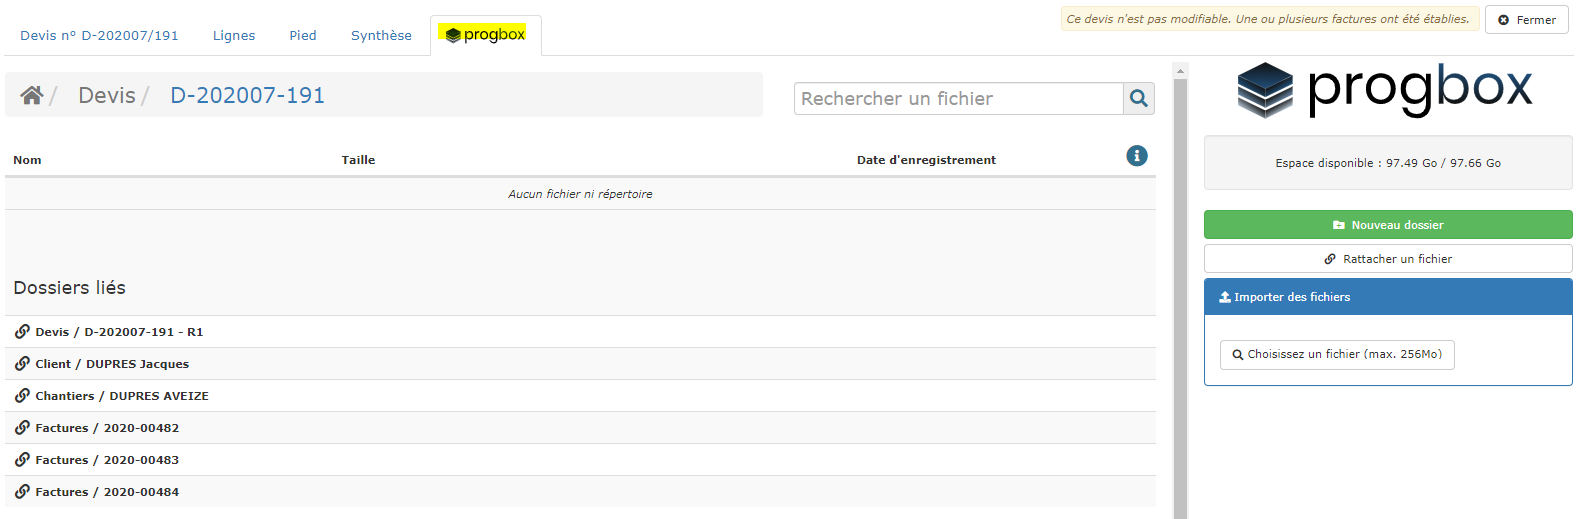 Devis n° D-202007/191 Lignes Pied Synthèse progbox
Ce devis n'est pas modifiable. Une ou plusieurs factures ont été établies. Fermer
/ Devis / D-202007-191
Rechercher un fichier
progbox
Nom Taille Date d'enregistrement
Aucun fichier ni répertoire
Dossiers liés
Devis / D-202007-191 - R1
Client / DUPRES Jacques
Chantiers / DUPRES AVEIZE
Factures / 2020-00482
Factures / 2020-00483
Factures / 2020-00484
Espace disponible : 97.49 Go / 97.66 Go
Nouveau dossier
Rattacher un fichier
Importer des fichiers
Choisissez un fichier (max. 256Mo)